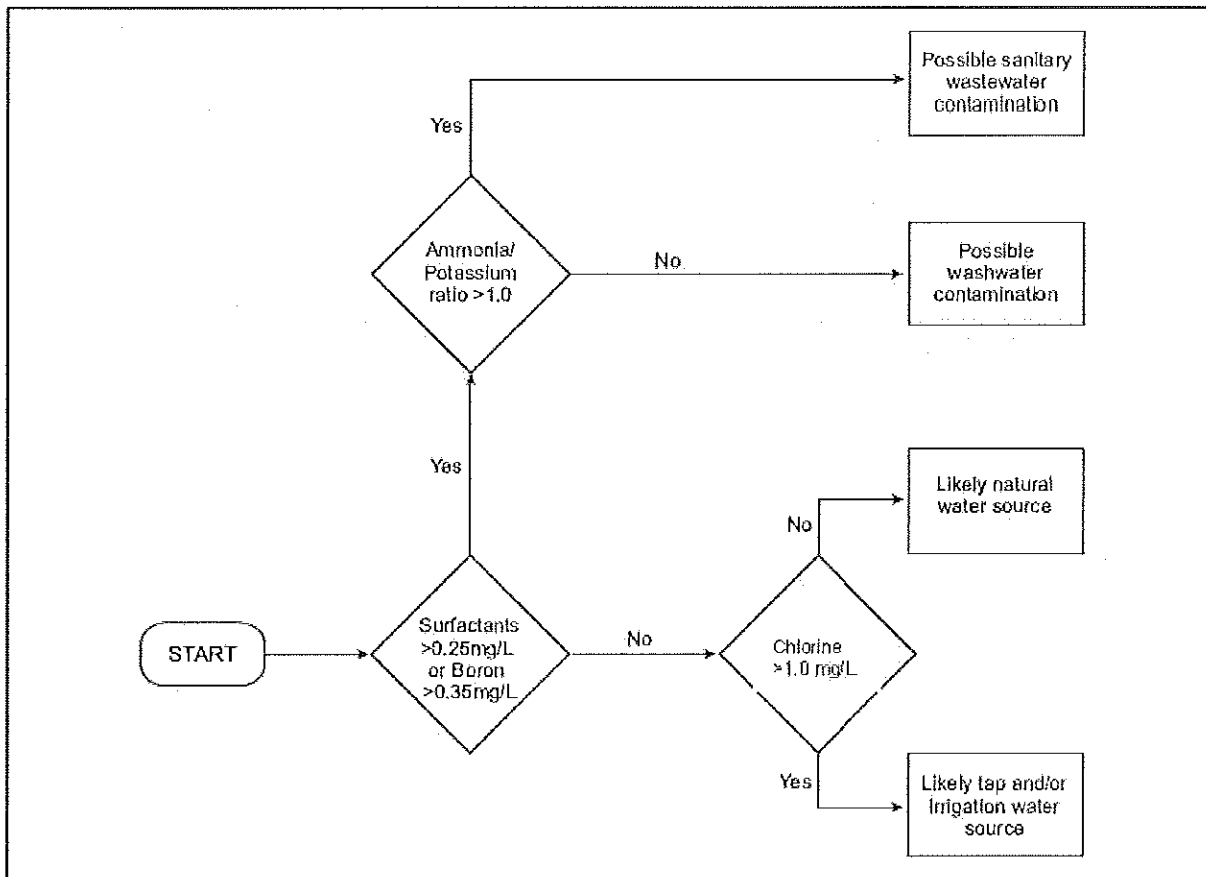 Possible sanitary
wastewater
contamination
Yes
Ammonia/
Potassium
ratio >1.0
No
Possible
washwater
contamination
Yes
Likely natural
water source
No
START
Surfactants
>0.25mg/L
or Boron
>0.35mg/L
No
Chlorine
>1.0 mg/L
Yes
Likely tap and/or
irrigation water
source